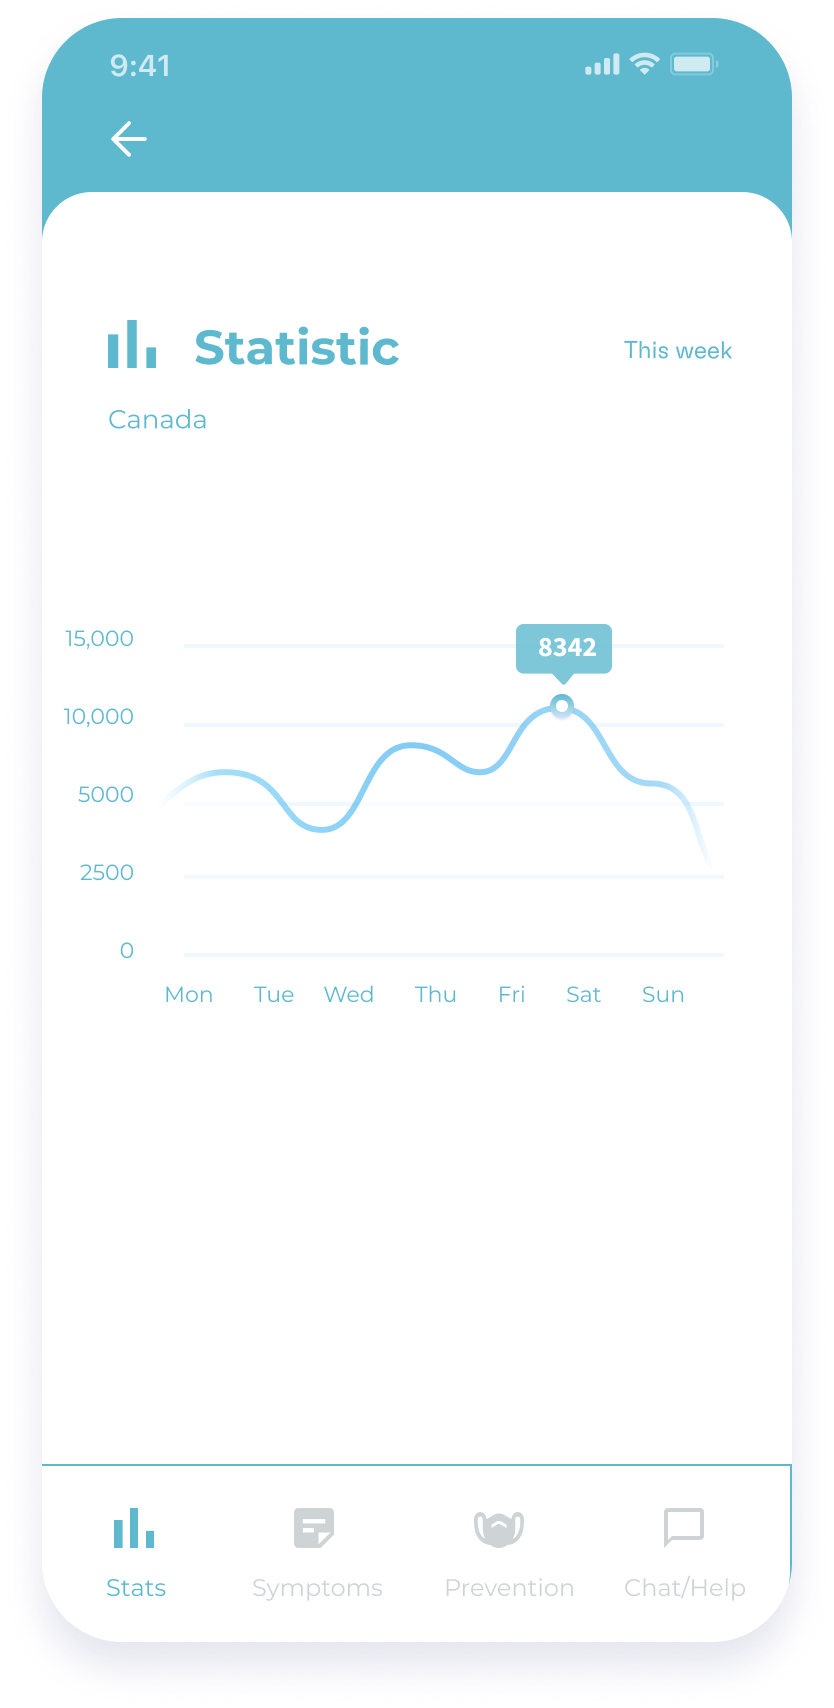 9:41
Statistic
This week
Canada
8342
15,000
10,000
5000
2500
0
Mon Tue Wed Thu Fri Sat Sun
Stats Symptoms Prevention Chat/Help